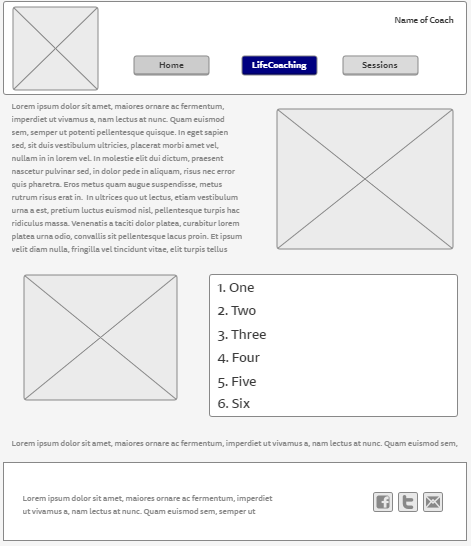 Name of Coach
Home
LifeCoaching
Sessions
Lorem ipsum dolor sit amet, maiores ornare ac fermentum,
imperdiet ut vivamus a, nam lectus at nunc. Quam euismod
sem, semper ut potenti pellentesque quisque. In eget sapien
sed, sit duis vestibulum ultricies, placerat morbi amet vel,
nullam in in lorem vel. In molestie elit dui dictum, praesent
nascetur pulvinar sed, in dolor pede in aliquam, risus nec error
quis pharetra. Eros metus quam augue suspendisse, metus
rutrum risus erat in.  In ultrices quo ut lectus, etiam vestibulum
urna a est, pretium luctus euismod nisl, pellentesque turpis hac
ridiculus massa. Venenatis a taciti dolor platea, curabitur lorem
platea urna odio, convallis sit pellentesque lacus proin. Et ipsum
velit diam nulla, fringilla vel tincidunt vitae, elit turpis tellus
1. One
2. Two
3. Three
4. Four
5. Five
6. Six
Lorem ipsum dolor sit amet, maiores ornare ac fermentum, imperdiet ut vivamus a, nam lectus at nunc. Quam euismod sem,
Lorem ipsum dolor sit amet, maiores ornare ac fermentum, imperdiet
ut vivamus a, nam lectus at nunc. Quam euismod sem, semper ut